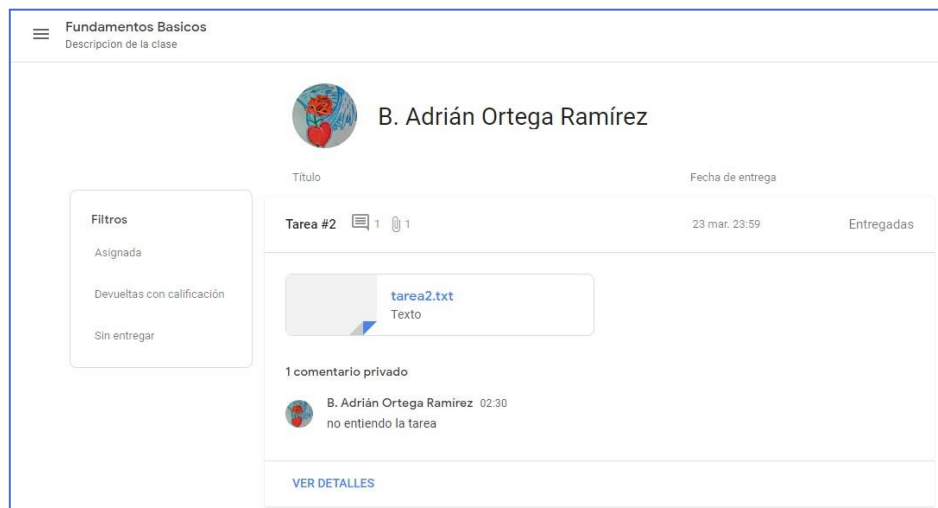 Fundamentos Basicos
Descripcion de la clase
B. Adrián Ortega Ramírez
Título
Fecha de entrega
Filtros
Asignada
Devueltas con calificación
Sin entregar
Tarea #2 1 1
23 mar. 23:59
Entregadas
tarea2.txt
Texto
1 comentario privado
B. Adrián Ortega Ramírez 02:30
no entiendo la tarea
VER DETALLES